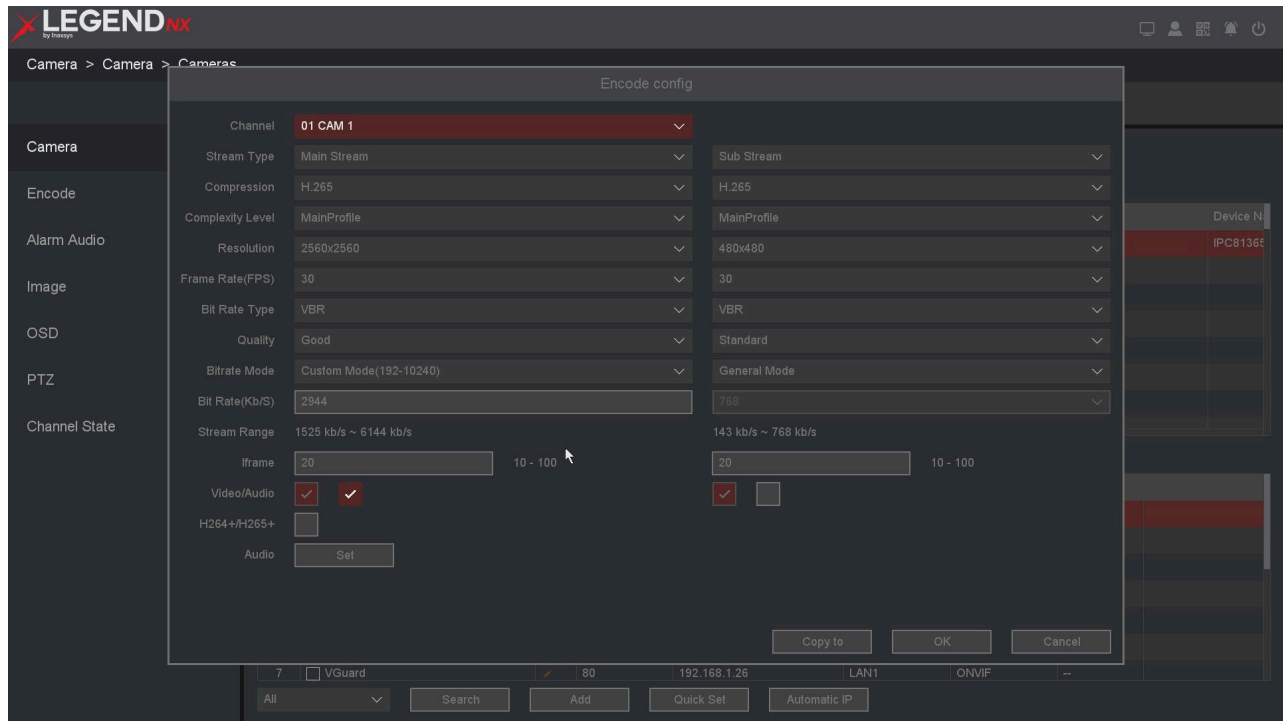 LEGEND NX
by Inaxsys
Camera > Camera > Cameras
Encode config
Camera
Encode
Alarm Audio
Image
OSD
PTZ
Channel State
Channel 01 CAM 1
Stream Type Main Stream Sub Stream
Compression H.265 H.265
Complexity Level MainProfile MainProfile
Resolution 2560x2560 480x480
Frame Rate(FPS) 30 30
Bit Rate Type VBR VBR
Quality Good Standard
Bitrate Mode Custom Mode(192-10240) General Mode
Bit Rate(Kb/S) 2944 768
Stream Range 1525 kb/s ~ 6144 kb/s 143 kb/s ~ 768 kb/s
Iframe 20 10 - 100 20 10 - 100
Video/Audio
H264+/H265+
Audio Set
Copy to OK Cancel
Device N
IPC81365
7 VGuard 80 192.168.1.26 LAN1 ONVIF --
All Search Add Quick Set Automatic IP